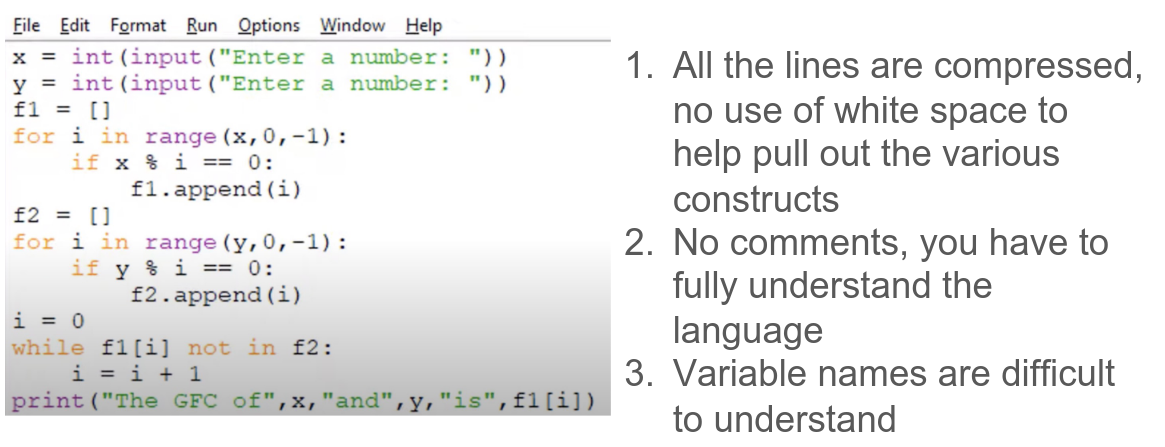 File Edit Format Run Options Window Help
x = int(input("Enter a number: "))
y = int(input("Enter a number: "))
f1 = []
for i in range(x,0,-1):
    if x % i == 0:
        f1.append(i)
f2 = []
for i in range(y,0,-1):
    if y % i == 0:
        f2.append(i)
i = 0
while f1[i] not in f2:
    i = i + 1
print("The GFC of",x,"and",y,"is",f1[i])
1. All the lines are compressed,
no use of white space to
help pull out the various
constructs
2. No comments, you have to
fully understand the
language
3. Variable names are difficult
to understand